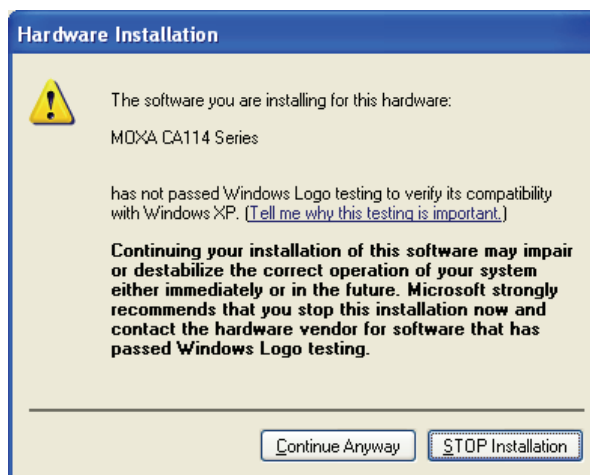 Hardware Installation
The software you are installing for this hardware:
MOXA CA114 Series
has not passed Windows Logo testing to verify its compatibility
with Windows XP. (Tell me why this testing is important.)
Continuing your installation of this software may impair
or destabilize the correct operation of your system
either immediately or in the future. Microsoft strongly
recommends that you stop this installation now and
contact the hardware vendor for software that has
passed Windows Logo testing.
Continue Anyway
STOP Installation